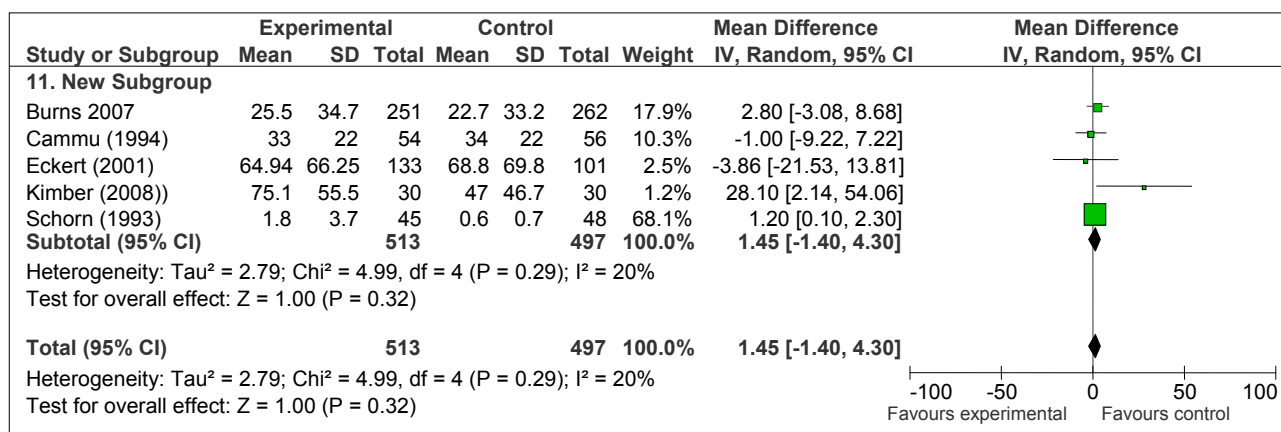 Experimental Control Mean Difference Mean Difference
Study or Subgroup Mean SD Total Mean SD Total Weight IV, Random, 95% CI IV, Random, 95% CI
11. New Subgroup
Burns 2007 25.5 34.7 251 22.7 33.2 262 17.9% 2.80 [-3.08, 8.68]
Cammu (1994) 33 22 54 34 22 56 10.3% -1.00 [-9.22, 7.22]
Eckert (2001) 64.94 66.25 133 68.8 69.8 101 2.5% -3.86 [-21.53, 13.81]
Kimber (2008)) 75.1 55.5 30 47 46.7 30 1.2% 28.10 [2.14, 54.06]
Schorn (1993) 1.8 3.7 45 0.6 0.7 48 68.1% 1.20 [0.10, 2.30]
Subtotal (95% CI) 513 497 100.0% 1.45 [-1.40, 4.30]
Heterogeneity: Tau² = 2.79; Chi² = 4.99, df = 4 (P = 0.29); I² = 20%
Test for overall effect: Z = 1.00 (P = 0.32)
Total (95% CI) 513 497 100.0% 1.45 [-1.40, 4.30]
Heterogeneity: Tau² = 2.79; Chi² = 4.99, df = 4 (P = 0.29); I² = 20%
Test for overall effect: Z = 1.00 (P = 0.32)
-100 -50 0 50 100
Favours experimental Favours control